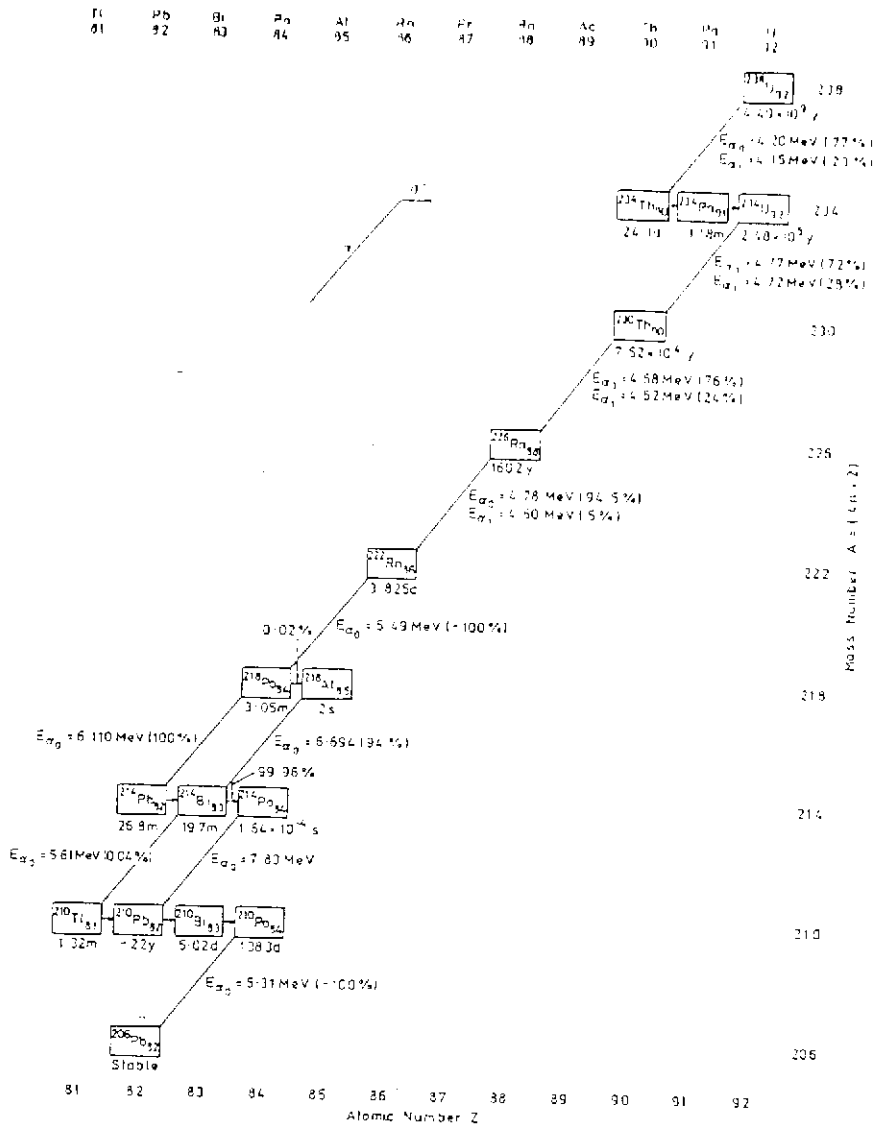 Tl Pb Bi Po At Rn Fr Ra Ac Th Pa U
81 82 83 84 85 86 87 88 89 90 91 92
²³⁸U₉₂ 238
4.49×10⁹y
Eα₀ = 4.20 MeV (77%)
Eα₁ = 4.15 MeV (23%)
²³⁴Th₉₀ ²³⁴Pa₉₁ ²³⁴U₉₂ 234
24.1d 2.48×10⁵y
4.77 MeV (72%)
Eα₁ = 4.72 MeV (28%)
²³⁰Th₉₀ 230
7.52×10⁴y
= 4.68 MeV (76%)
Eα₁ = 4.52 MeV (24%)
²²⁶Ra₈₈ 226
1602y
Eα₀ = 4.78 MeV (94.5%)
Eα₁ = 4.60 MeV (5%)
²²²Rn₈₆ 222
3.825d
Mass Number A = (4n + 2)
0.02% Eα₀ = 5.49 MeV (~100%)
²¹⁸Po₈₄ ²¹⁸At₈₅ 218
3.05m 2s
Eα₀ = 6.110 MeV (100%) Eα₀ = 6.694 (94%)
99.96%
²¹⁴Pb₈₂ ²¹⁴Bi₈₃ ²¹⁴Po₈₄ 214
26.8m 19.7m 1.64×10⁻⁴s
Eα₀ = 5.61 MeV (0.04%) Eα₀ = 7.83 MeV
²¹⁰Tl₈₁ ²¹⁰Pb₈₂ ²¹⁰Bi₈₃ ²¹⁰Po₈₄ 210
1.32m ~22y 5.02d 138.3d
Eα₀ = 5.31 MeV (~100%)
²⁰⁶Pb₈₂ 206
Stable
81 82 83 84 85 86 87 88 89 90 91 92
Atomic Number Z